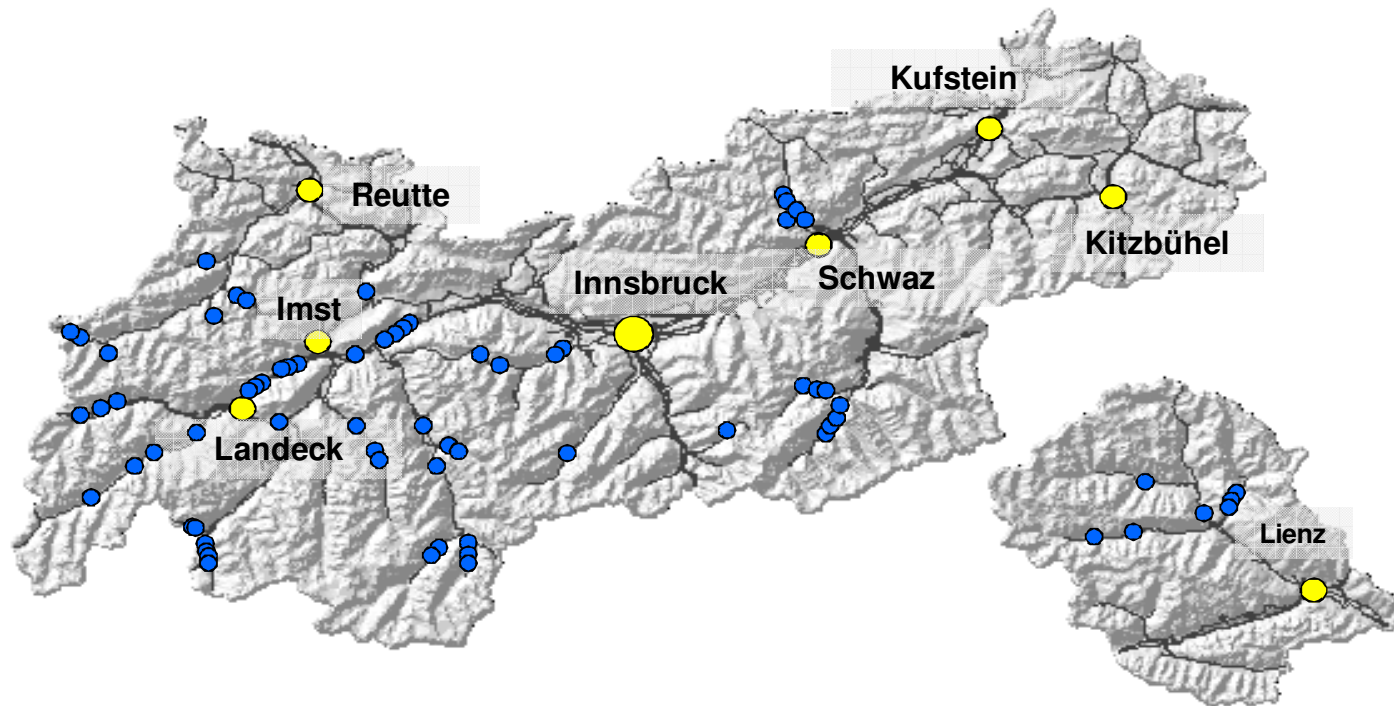 Kufstein
Reutte
Kitzbühel
Innsbruck
Schwaz
Imst
Landeck
Lienz